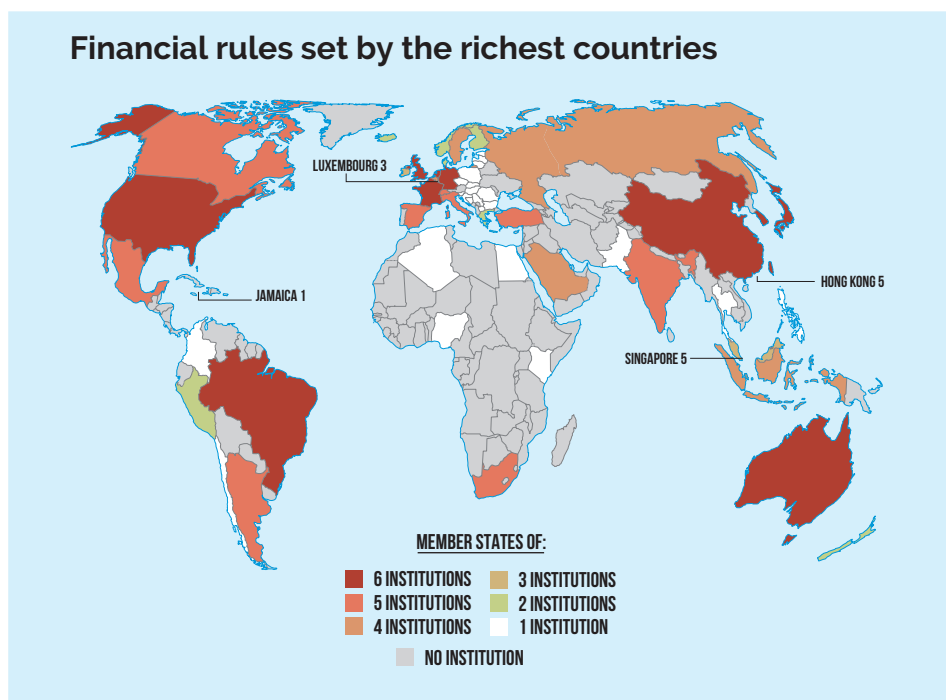 Financial rules set by the richest countries
LUXEMBOURG 3
JAMAICA 1
HONG KONG 5
SINGAPORE 5
MEMBER STATES OF:
6 INSTITUTIONS
3 INSTITUTIONS
5 INSTITUTIONS
2 INSTITUTIONS
4 INSTITUTIONS
1 INSTITUTION
NO INSTITUTION